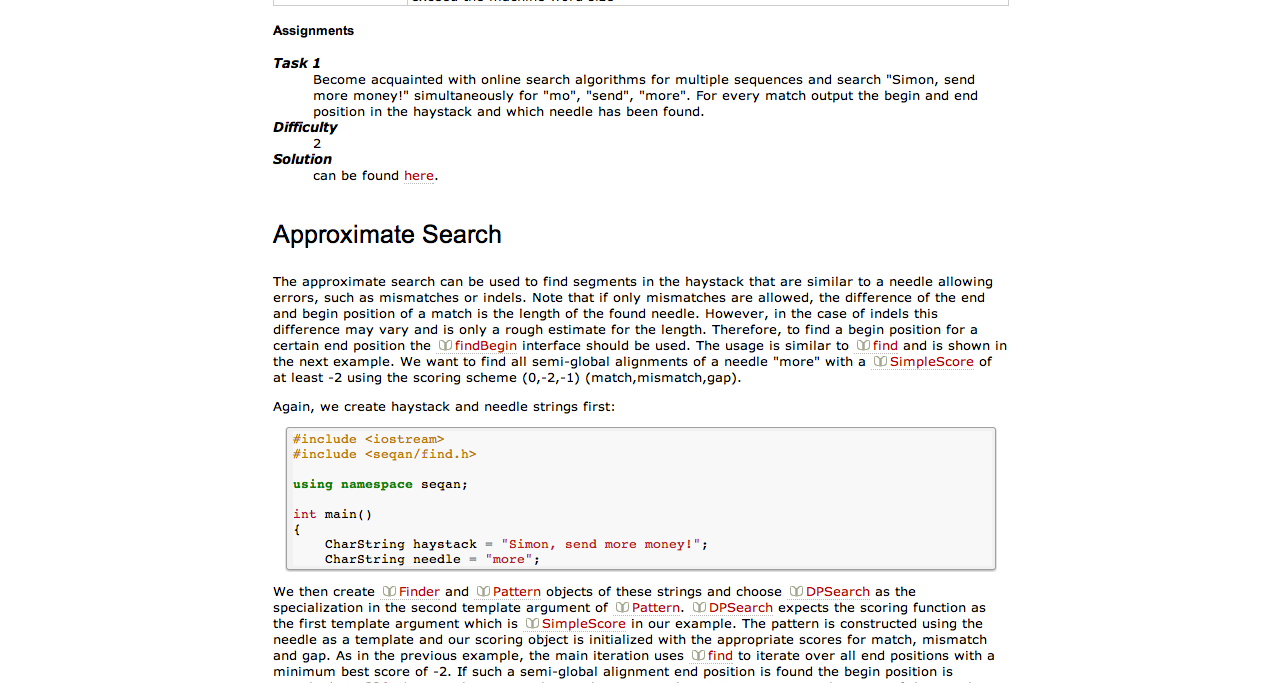 Assignments
Task 1
Become acquainted with online search algorithms for multiple sequences and search "Simon, send
more money!" simultaneously for "mo", "send", "more". For every match output the begin and end
position in the haystack and which needle has been found.
Difficulty
2
Solution
can be found here.
Approximate Search
The approximate search can be used to find segments in the haystack that are similar to a needle allowing
errors, such as mismatches or indels. Note that if only mismatches are allowed, the difference of the end
and begin position of a match is the length of the found needle. However, in the case of indels this
difference may vary and is only a rough estimate for the length. Therefore, to find a begin position for a
certain end position the findBegin interface should be used. The usage is similar to find and is shown in
the next example. We want to find all semi-global alignments of a needle "more" with a SimpleScore of
at least -2 using the scoring scheme (0,-2,-1) (match,mismatch,gap).
Again, we create haystack and needle strings first:
#include <iostream>
#include <seqan/find.h>
using namespace seqan;
int main()
{
CharString haystack = "Simon, send more money!";
CharString needle = "more";
We then create Finder and Pattern objects of these strings and choose DPSearch as the
specialization in the second template argument of Pattern. DPSearch expects the scoring function as
the first template argument which is SimpleScore in our example. The pattern is constructed using the
needle as a template and our scoring object is initialized with the appropriate scores for match, mismatch
and gap. As in the previous example, the main iteration uses find to iterate over all end positions with a
minimum best score of -2. If such a semi-global alignment end position is found the begin position is